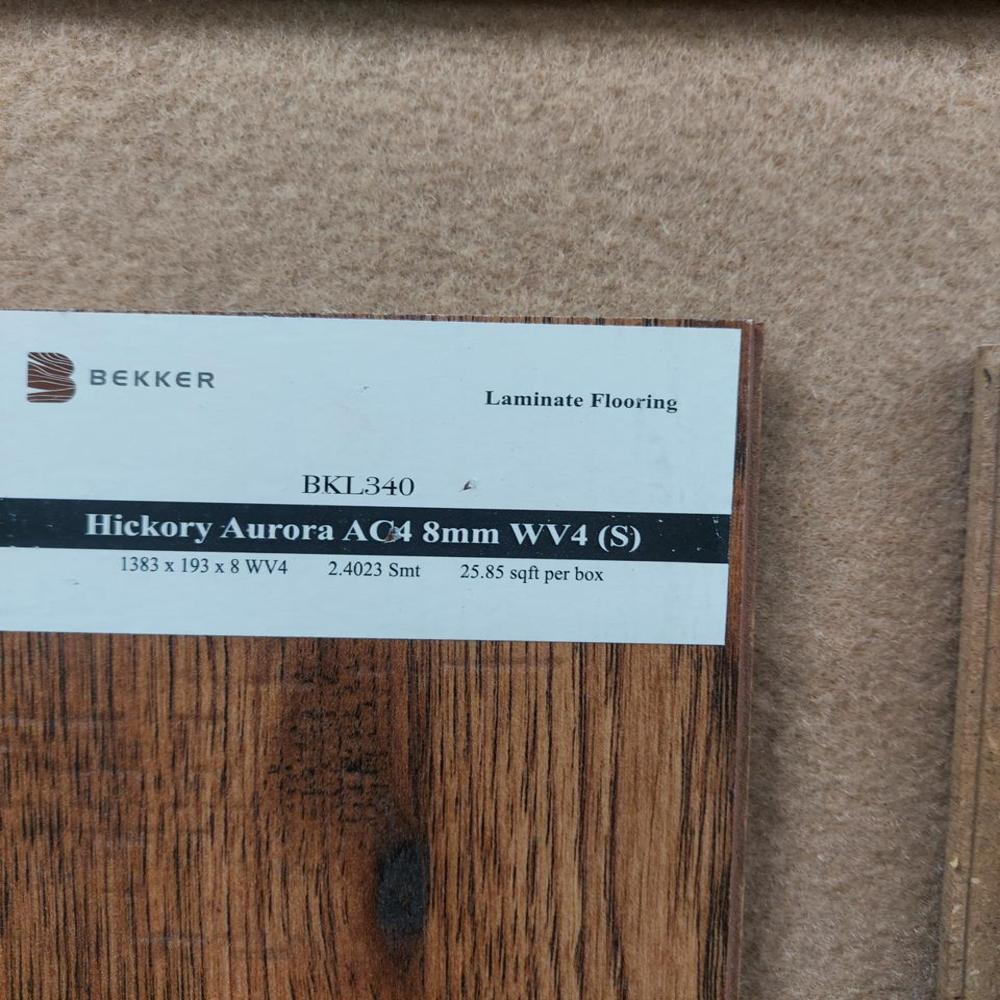 BEKKER
Laminate Flooring
BKL340
Hickory Aurora AC4 8mm WV4 (S)
1383 x 193 x 8 WV4 2.4023 Smt 25.85 sqft per box